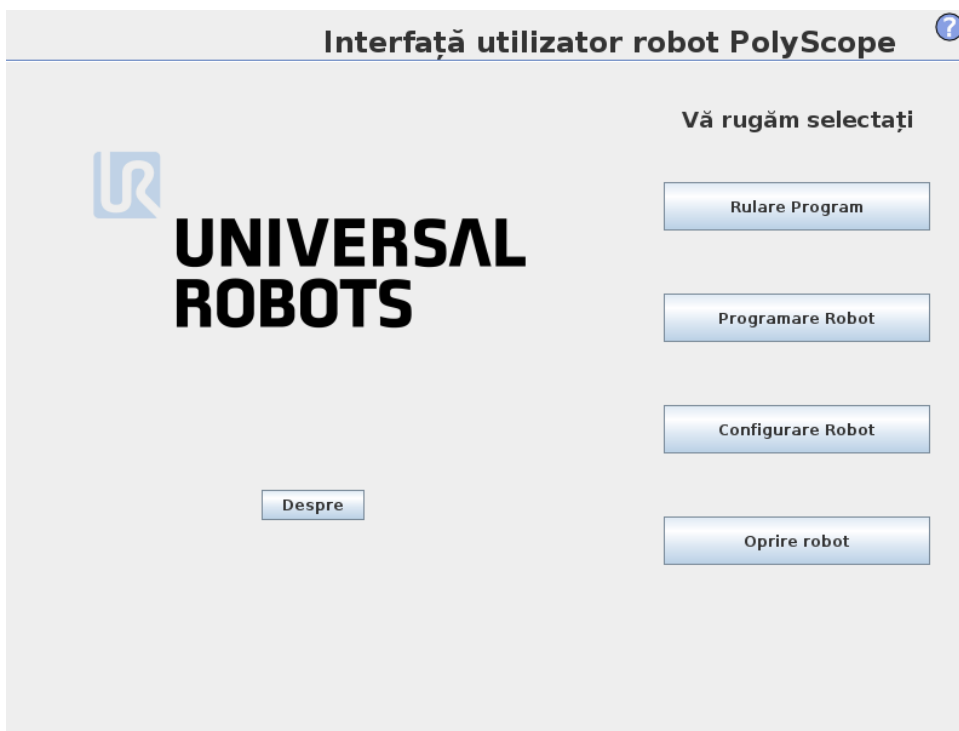 Interfață utilizator robot PolyScope
?
Vă rugăm selectați
UR
UNIVERSAL
ROBOTS
Rulare Program
Programare Robot
Configurare Robot
Despre
Oprire robot